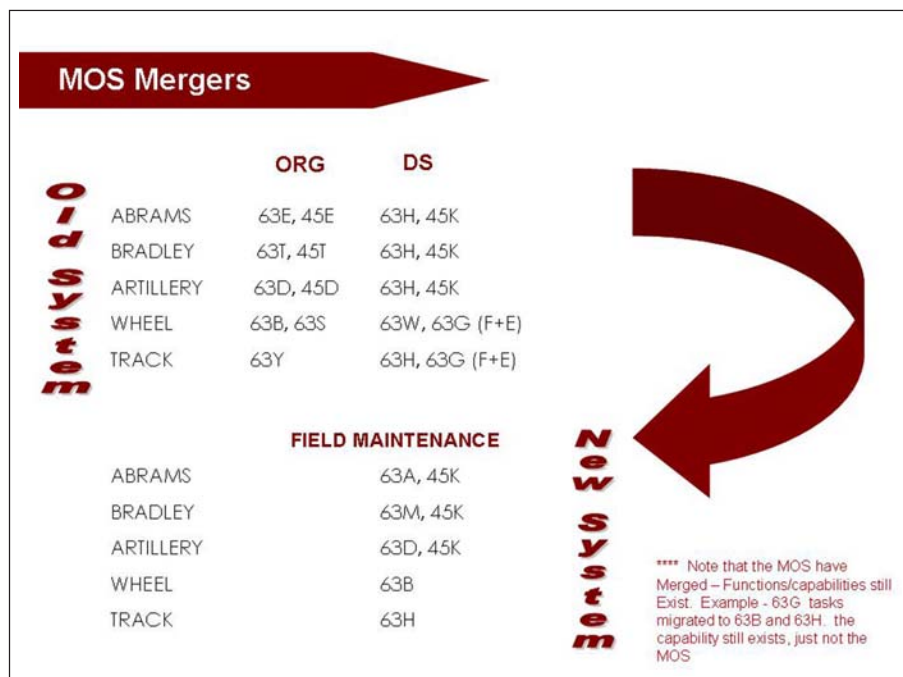 MOS Mergers
ORG DS
Old System
ABRAMS 63E, 45E 63H, 45K
BRADLEY 63T, 45T 63H, 45K
ARTILLERY 63D, 45D 63H, 45K
WHEEL 63B, 63S 63W, 63G (F+E)
TRACK 63Y 63H, 63G (F+E)
FIELD MAINTENANCE
New System
ABRAMS 63A, 45K
BRADLEY 63M, 45K
ARTILLERY 63D, 45K
WHEEL 63B
TRACK 63H
**** Note that the MOS have
Merged – Functions/capabilities still
Exist. Example - 63G tasks
migrated to 63B and 63H. the
capability still exists, just not the
MOS